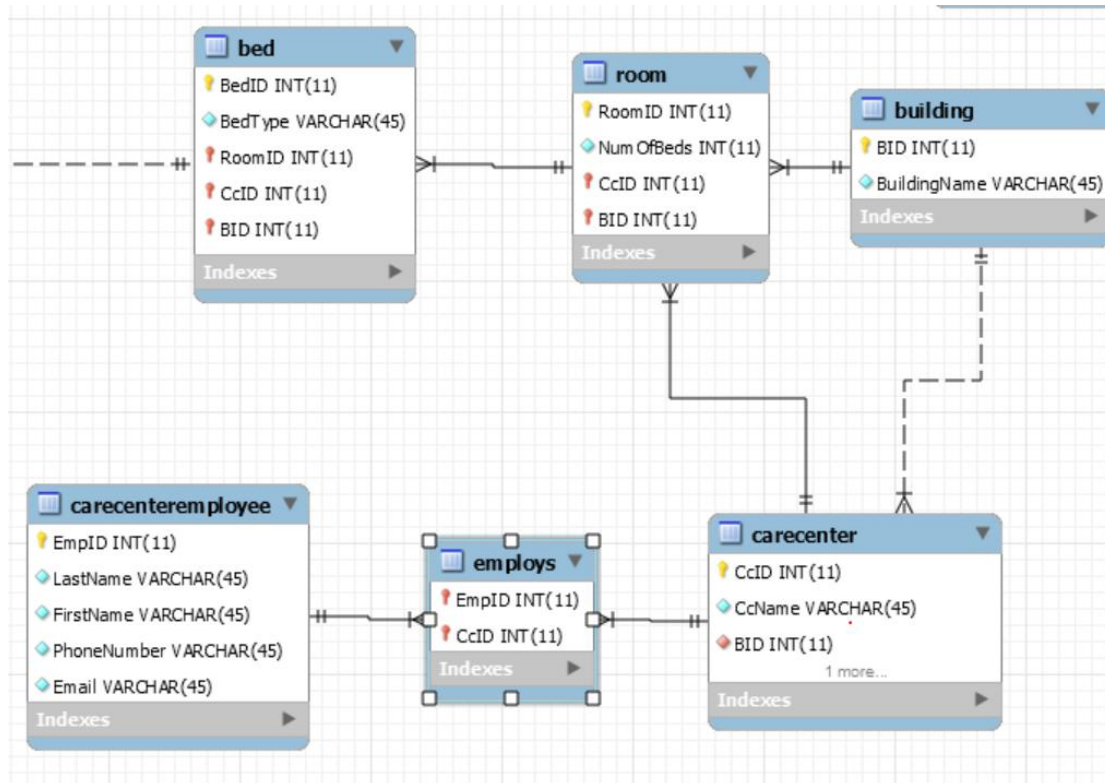 bed
BedID INT(11)
BedType VARCHAR(45)
RoomID INT(11)
CcID INT(11)
BID INT(11)
Indexes
room
RoomID INT(11)
NumOfBeds INT(11)
CcID INT(11)
BID INT(11)
Indexes
building
BID INT(11)
BuildingName VARCHAR(45)
Indexes
carecenteremployee
EmpID INT(11)
LastName VARCHAR(45)
FirstName VARCHAR(45)
PhoneNumber VARCHAR(45)
Email VARCHAR(45)
Indexes
employs
EmpID INT(11)
CcID INT(11)
Indexes
carecenter
CcID INT(11)
CcName VARCHAR(45)
BID INT(11)
1 more...
Indexes